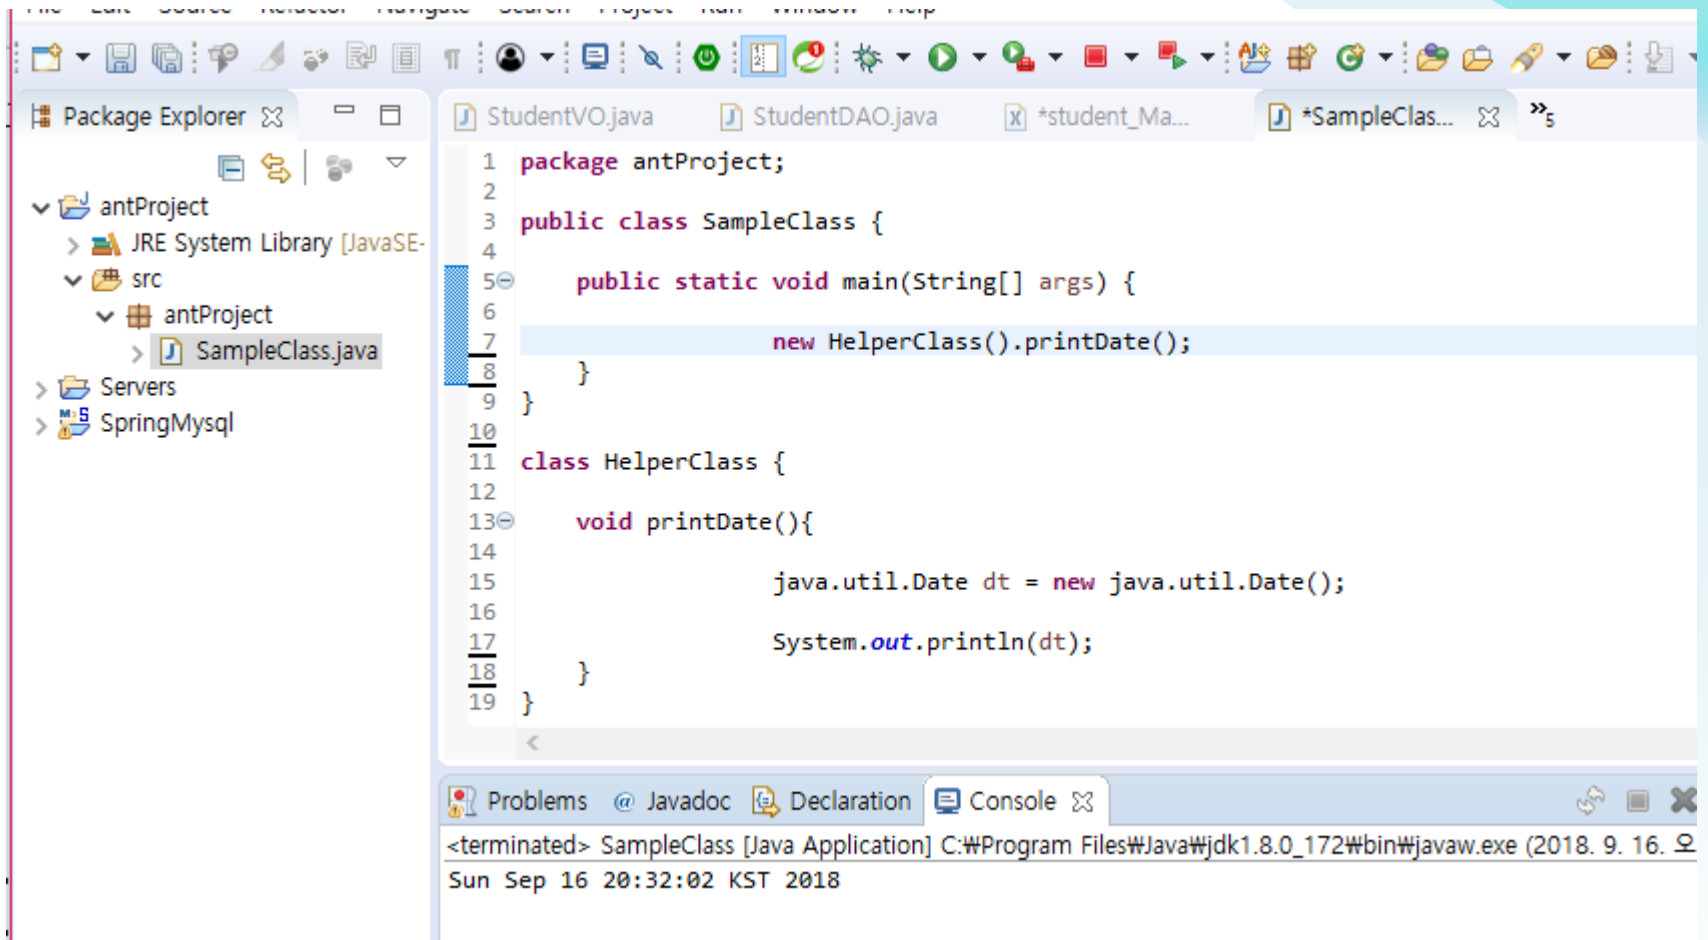 Package Explorer
StudentVO.java
StudentDAO.java
*student_Ma...
*SampleClas...
»5
antProject
JRE System Library [JavaSE-
src
antProject
SampleClass.java
Servers
SpringMysql
1 package antProject;
2
3 public class SampleClass {
4
5 public static void main(String[] args) {
6
7 new HelperClass().printDate();
8 }
9 }
10
11 class HelperClass {
12
13 void printDate(){
14
15 java.util.Date dt = new java.util.Date();
16
17 System.out.println(dt);
18 }
19 }
Problems @ Javadoc Declaration Console
<terminated> SampleClass [Java Application] C:₩Program Files₩Java₩jdk1.8.0_172₩bin₩javaw.exe (2018. 9. 16. 오
Sun Sep 16 20:32:02 KST 2018